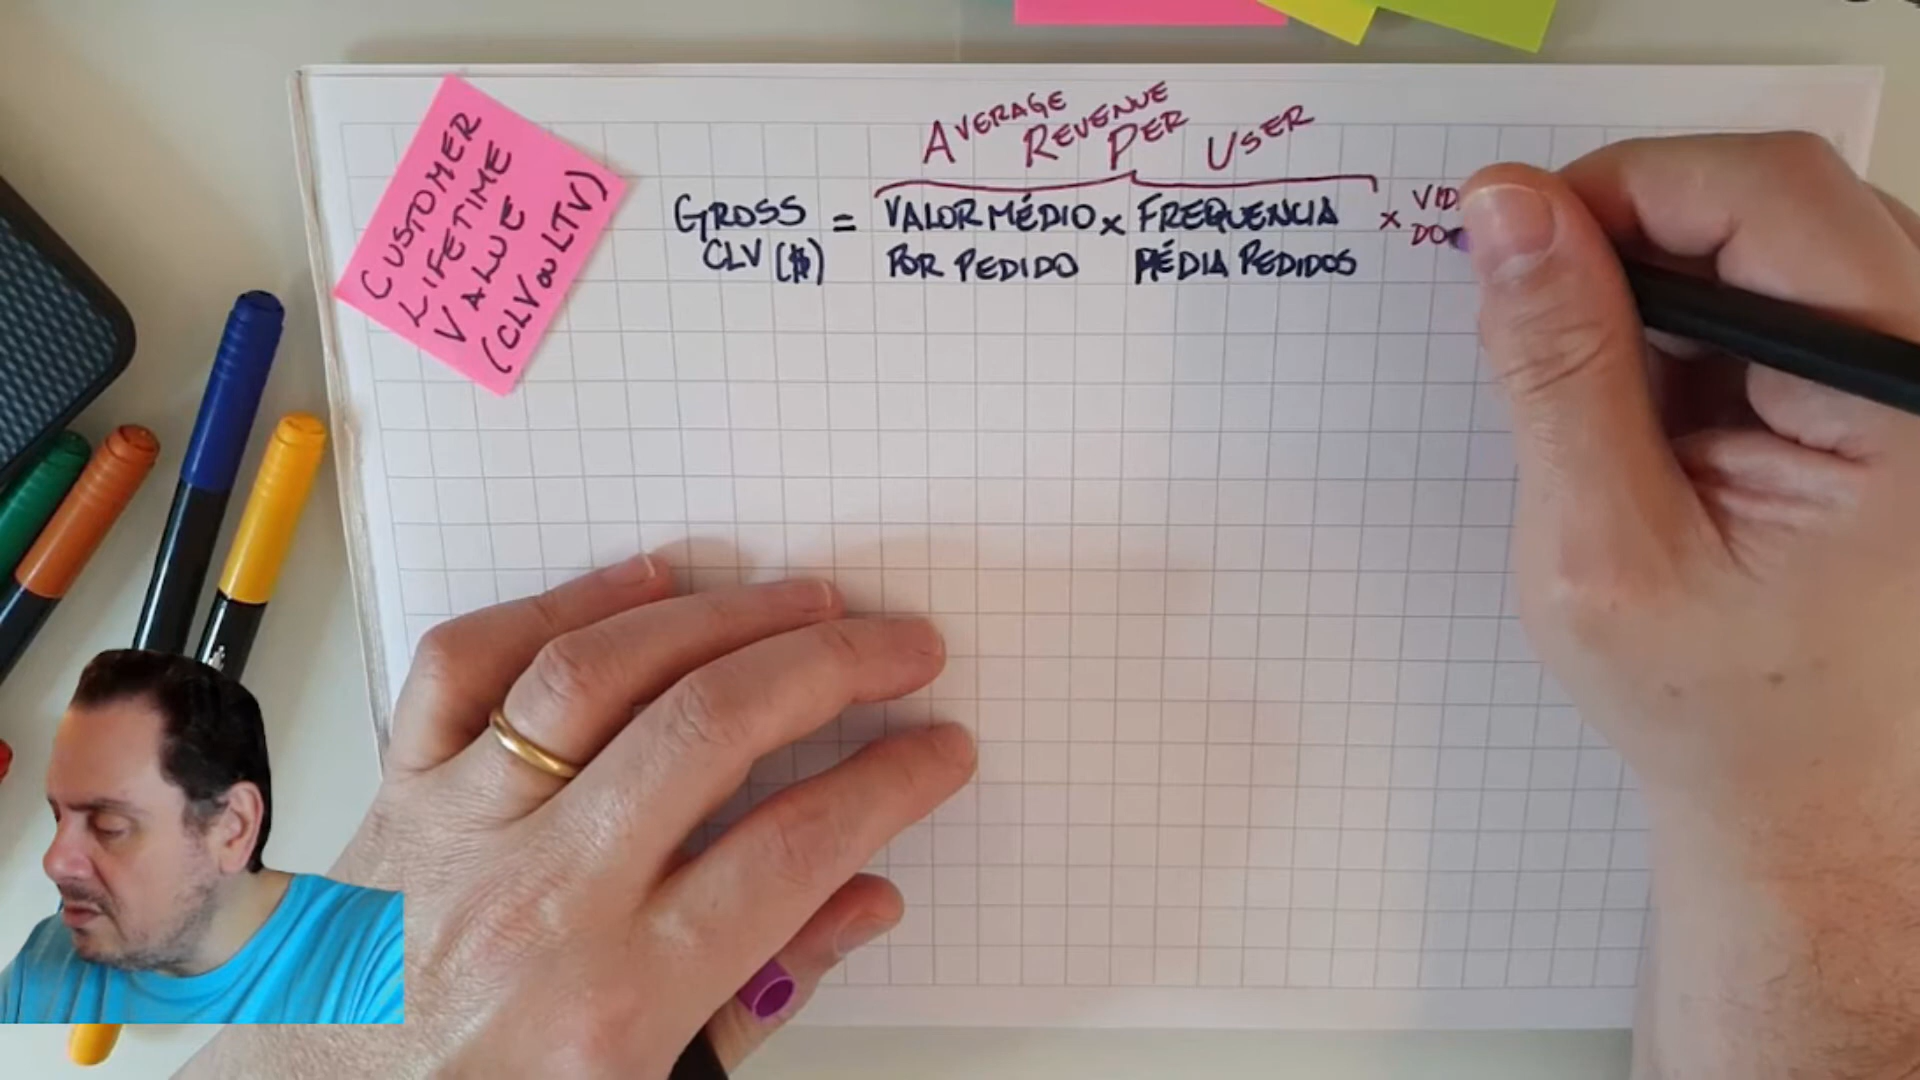 CUSTOMER
LIFETIME
VALUE
(CLV OU LTV)
AVERAGE
REVENUE
PER USER
GROSS = VALOR MÉDIO x FREQUENCIA x
CLV ($) POR PEDIDO MÉDIA PEDIDOS